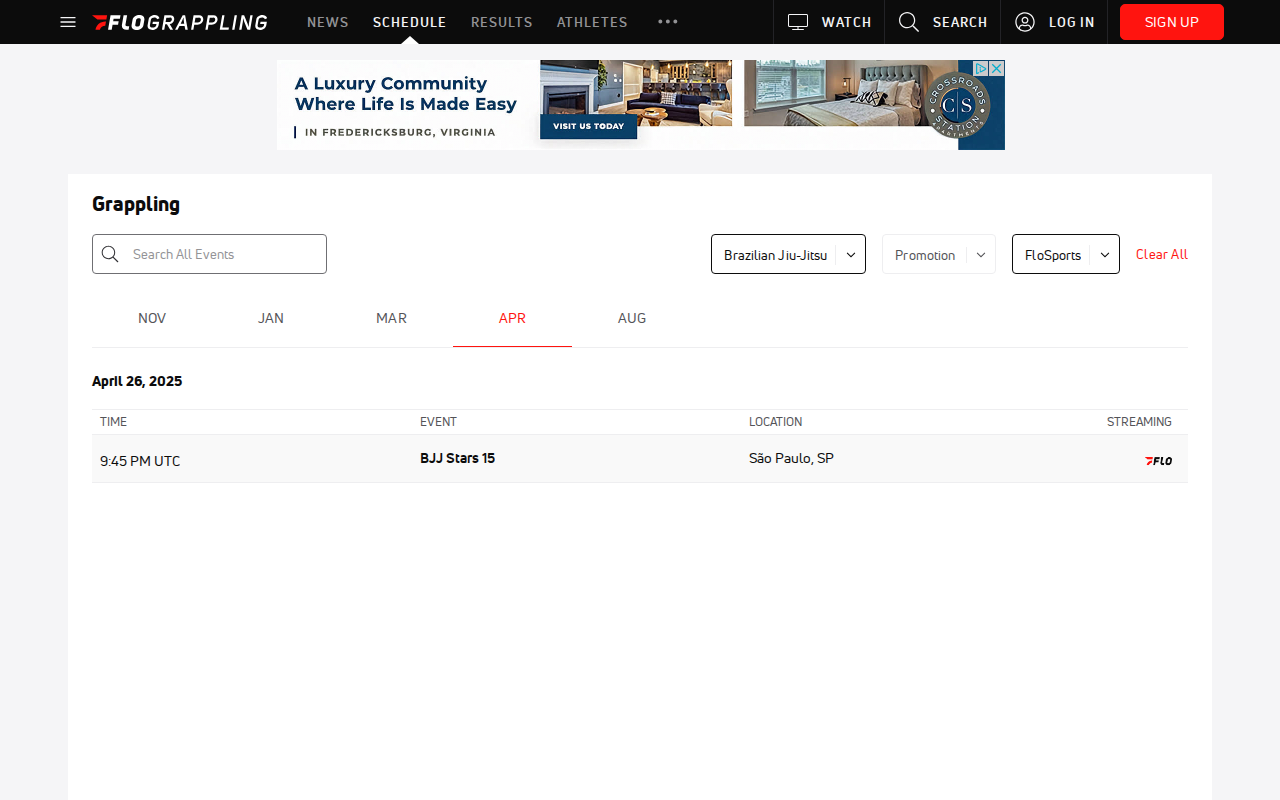 FLOGRAPPLING NEWS SCHEDULE RESULTS ATHLETES WATCH SEARCH LOG IN SIGN UP
A Luxury Community
Where Life Is Made Easy
IN FREDERICKSBURG, VIRGINIA
VISIT US TODAY
CROSSROADS
CS
STATION
APARTMENTS
Grappling
Search All Events Brazilian Jiu-Jitsu Promotion FloSports Clear All
NOV JAN MAR APR AUG
April 26, 2025
TIME EVENT LOCATION STREAMING
9:45 PM UTC BJJ Stars 15 São Paulo, SP FLO